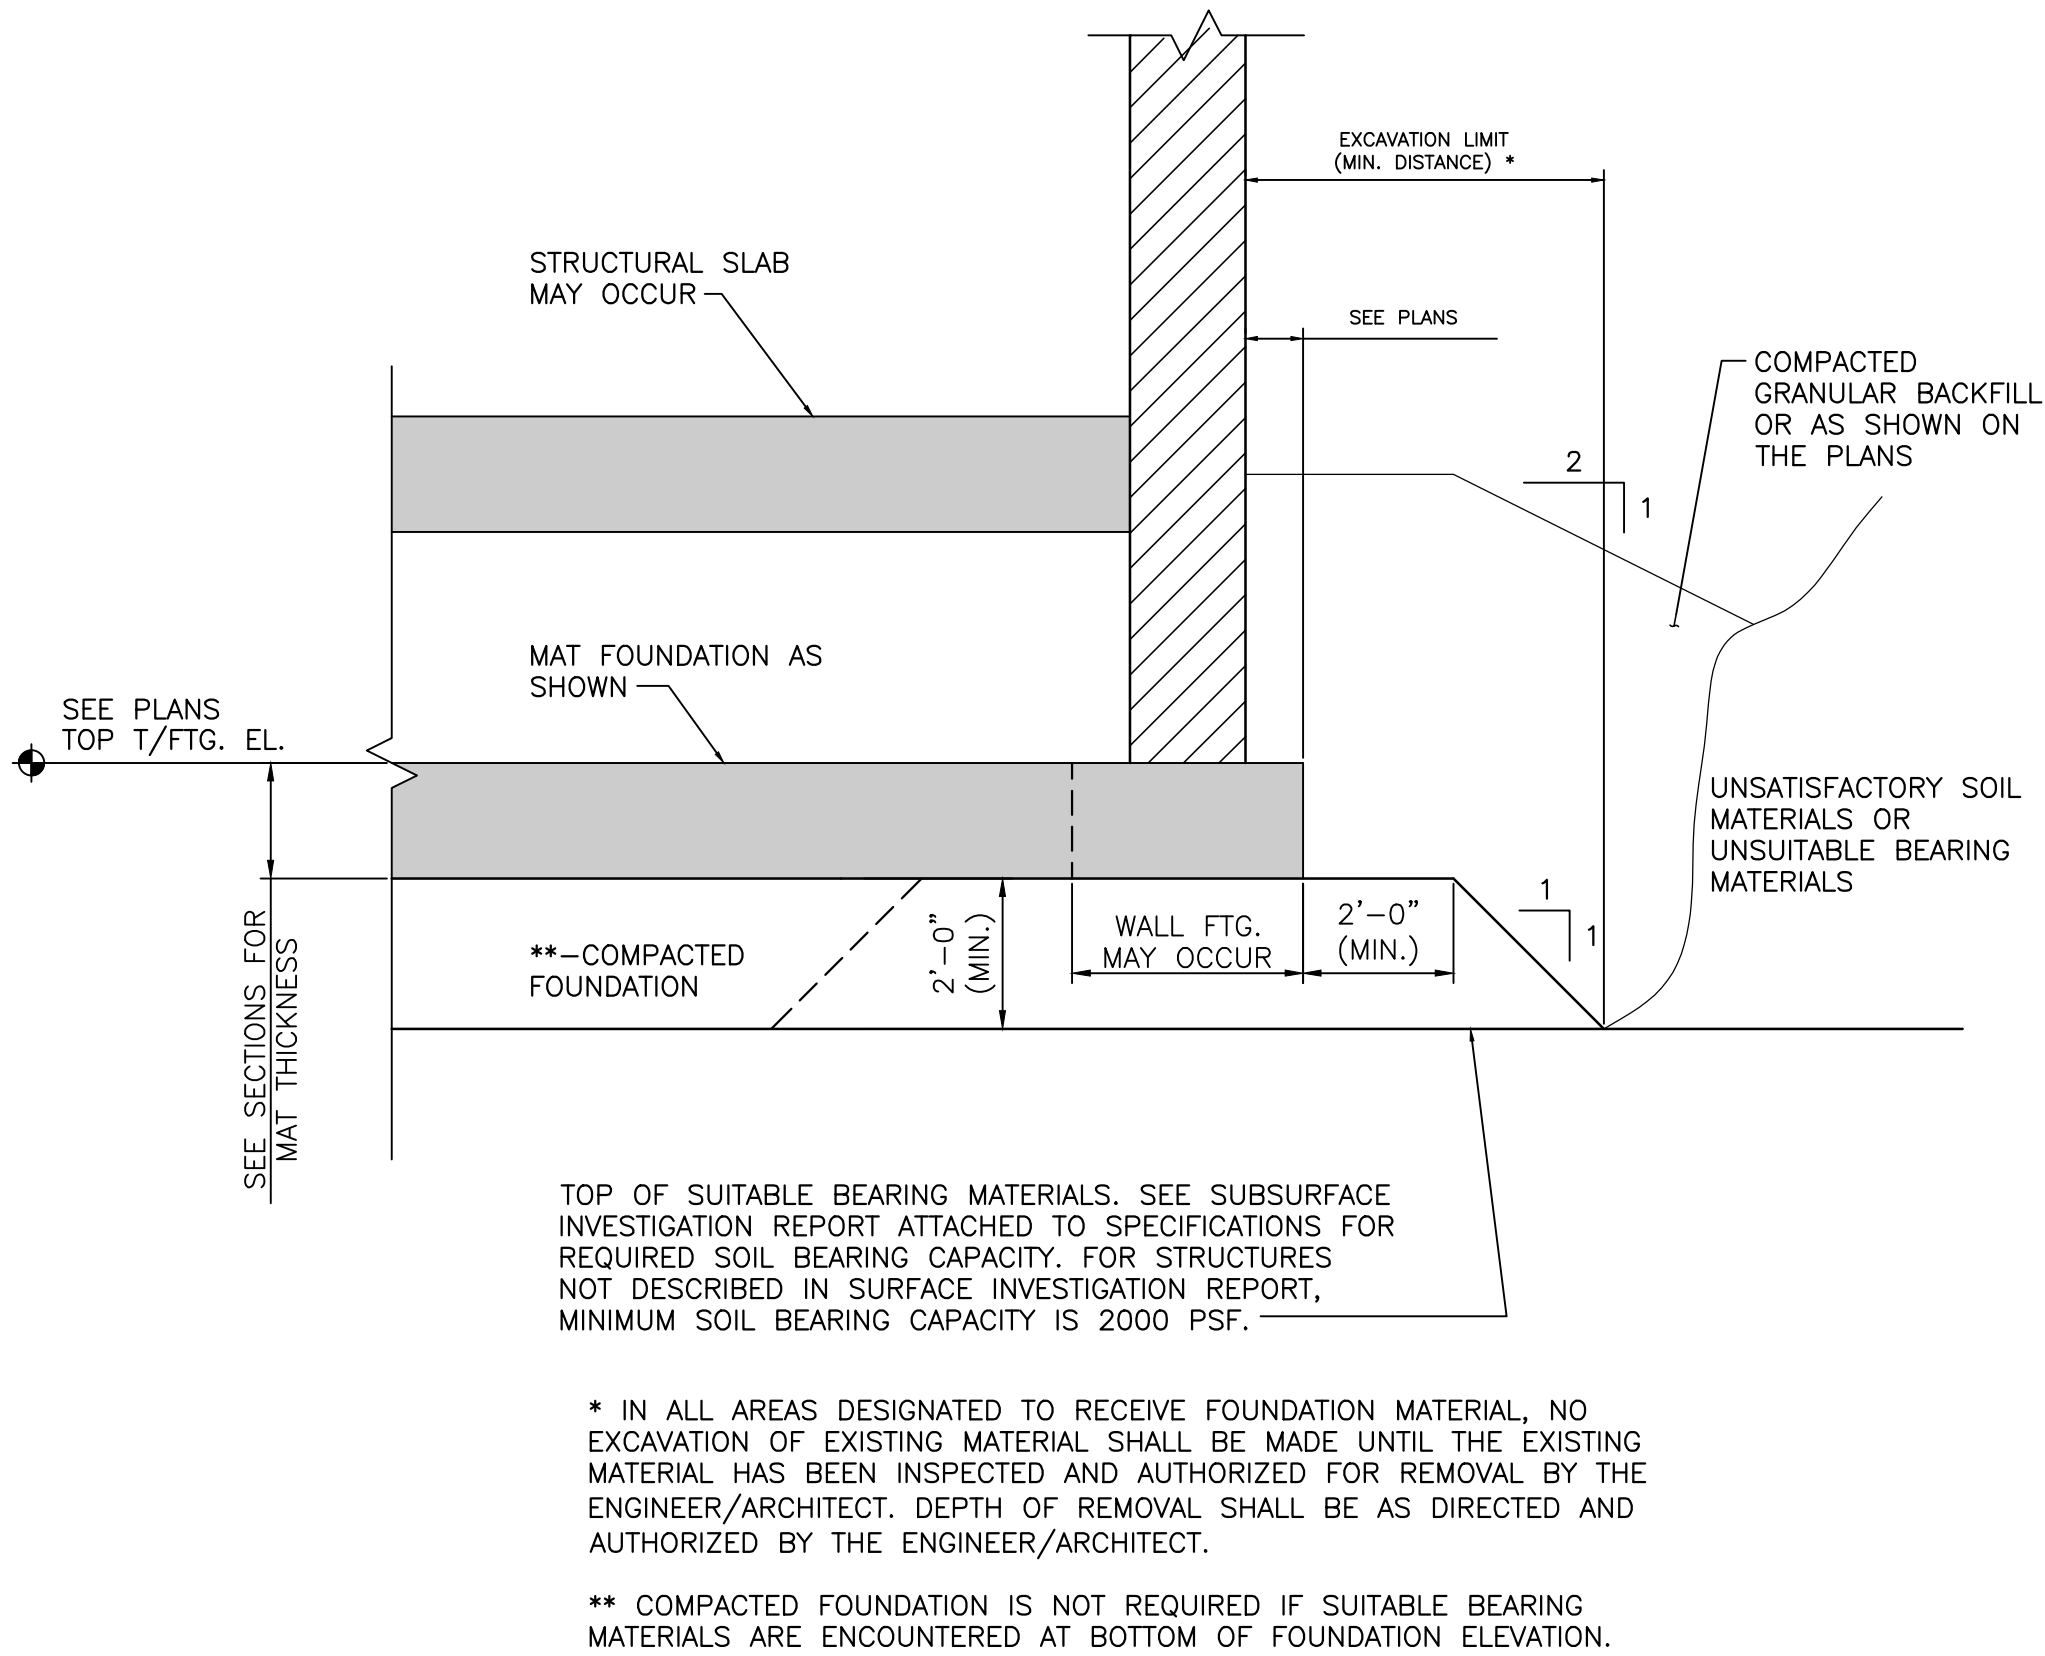 EXCAVATION LIMIT
(MIN. DISTANCE) *
STRUCTURAL SLAB
MAY OCCUR
SEE PLANS
COMPACTED
GRANULAR BACKFILL
OR AS SHOWN ON
THE PLANS
2
1
MAT FOUNDATION AS
SHOWN
SEE PLANS
TOP T/FTG. EL.
UNSATISFACTORY SOIL
MATERIALS OR
UNSUITABLE BEARING
MATERIALS
1
1
SEE SECTIONS FOR
MAT THICKNESS
**-COMPACTED
FOUNDATION
2'-0"
(MIN.)
WALL FTG.
MAY OCCUR
2'-0"
(MIN.)
TOP OF SUITABLE BEARING MATERIALS. SEE SUBSURFACE
INVESTIGATION REPORT ATTACHED TO SPECIFICATIONS FOR
REQUIRED SOIL BEARING CAPACITY. FOR STRUCTURES
NOT DESCRIBED IN SURFACE INVESTIGATION REPORT,
MINIMUM SOIL BEARING CAPACITY IS 2000 PSF.
* IN ALL AREAS DESIGNATED TO RECEIVE FOUNDATION MATERIAL, NO
EXCAVATION OF EXISTING MATERIAL SHALL BE MADE UNTIL THE EXISTING
MATERIAL HAS BEEN INSPECTED AND AUTHORIZED FOR REMOVAL BY THE
ENGINEER/ARCHITECT. DEPTH OF REMOVAL SHALL BE AS DIRECTED AND
AUTHORIZED BY THE ENGINEER/ARCHITECT.
** COMPACTED FOUNDATION IS NOT REQUIRED IF SUITABLE BEARING
MATERIALS ARE ENCOUNTERED AT BOTTOM OF FOUNDATION ELEVATION.